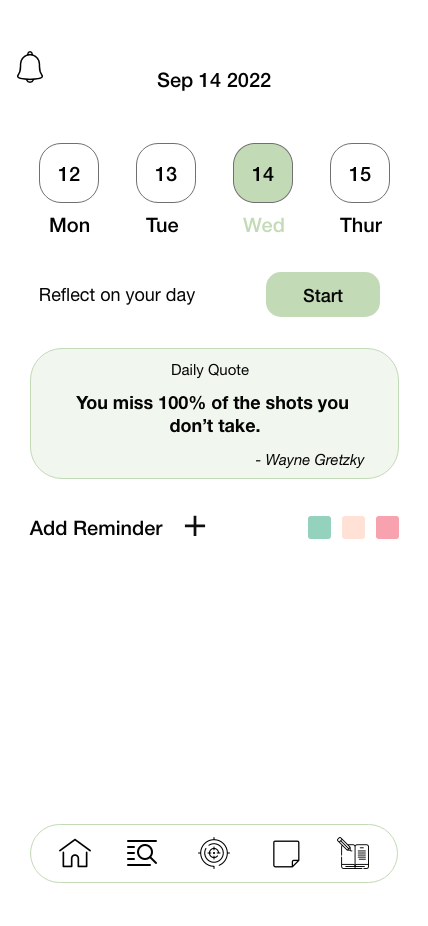 Sep 14 2022
12 13 14 15
Mon Tue Wed Thur
Reflect on your day Start
Daily Quote
You miss 100% of the shots you
don’t take.
- Wayne Gretzky
Add Reminder +